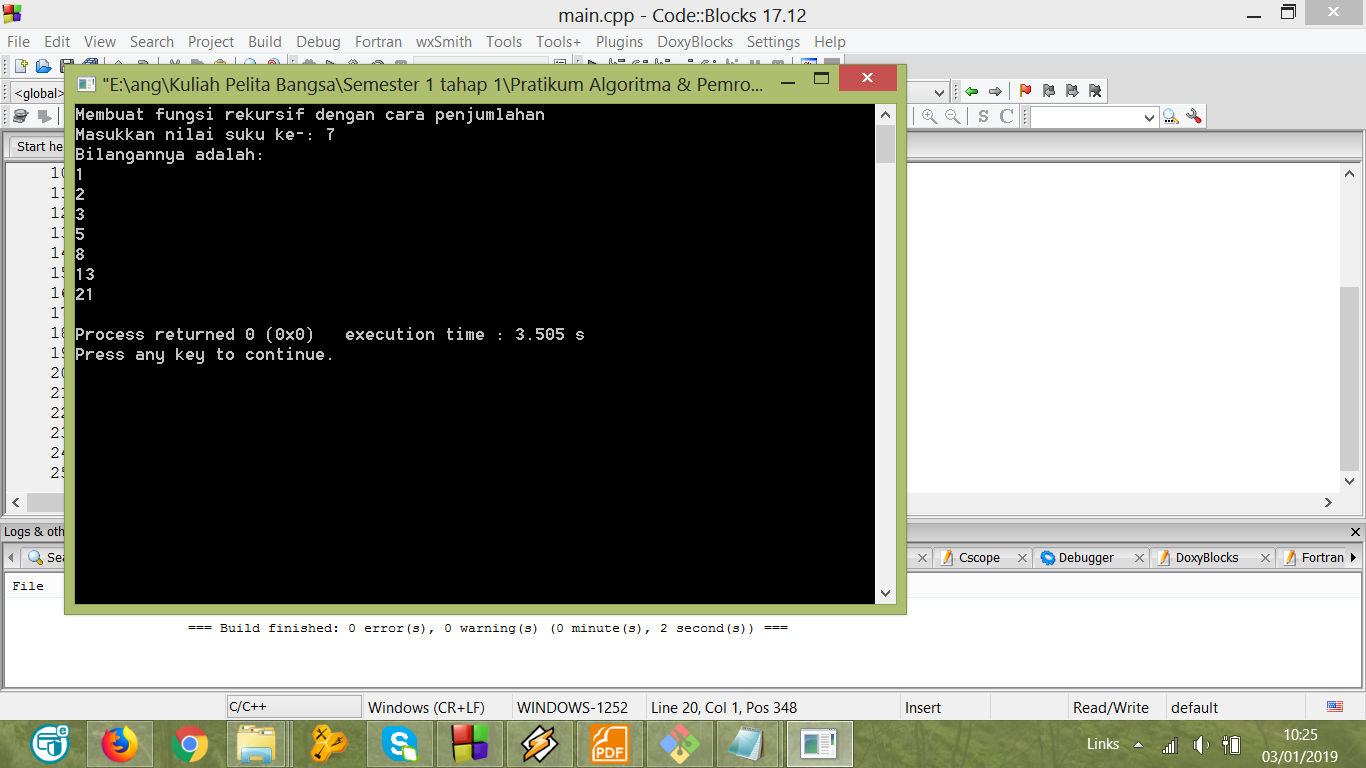 main.cpp - Code::Blocks 17.12
File Edit View Search Project Build Debug Fortran wxSmith Tools Tools+ Plugins DoxyBlocks Settings Help
"E:\ang\Kuliah Pelita Bangsa\Semester 1 tahap 1\Pratikum Algoritma & Pemro...
<global>
S C
Start he
Membuat fungsi rekursif dengan cara penjumlahan
Masukkan nilai suku ke-: 7
Bilangannya adalah:
1
2
3
5
8
13
21
Process returned 0 (0x0)   execution time : 3.505 s
Press any key to continue.
10
11
12
13
14
15
16
17
18
19
20
21
22
23
24
25
Logs & oth
Sea
Cscope Debugger DoxyBlocks Fortran
File
=== Build finished: 0 error(s), 0 warning(s) (0 minute(s), 2 second(s)) ===
C/C++ Windows (CR+LF) WINDOWS-1252 Line 20, Col 1, Pos 348 Insert Read/Write default
PDF
Links
10:25
03/01/2019